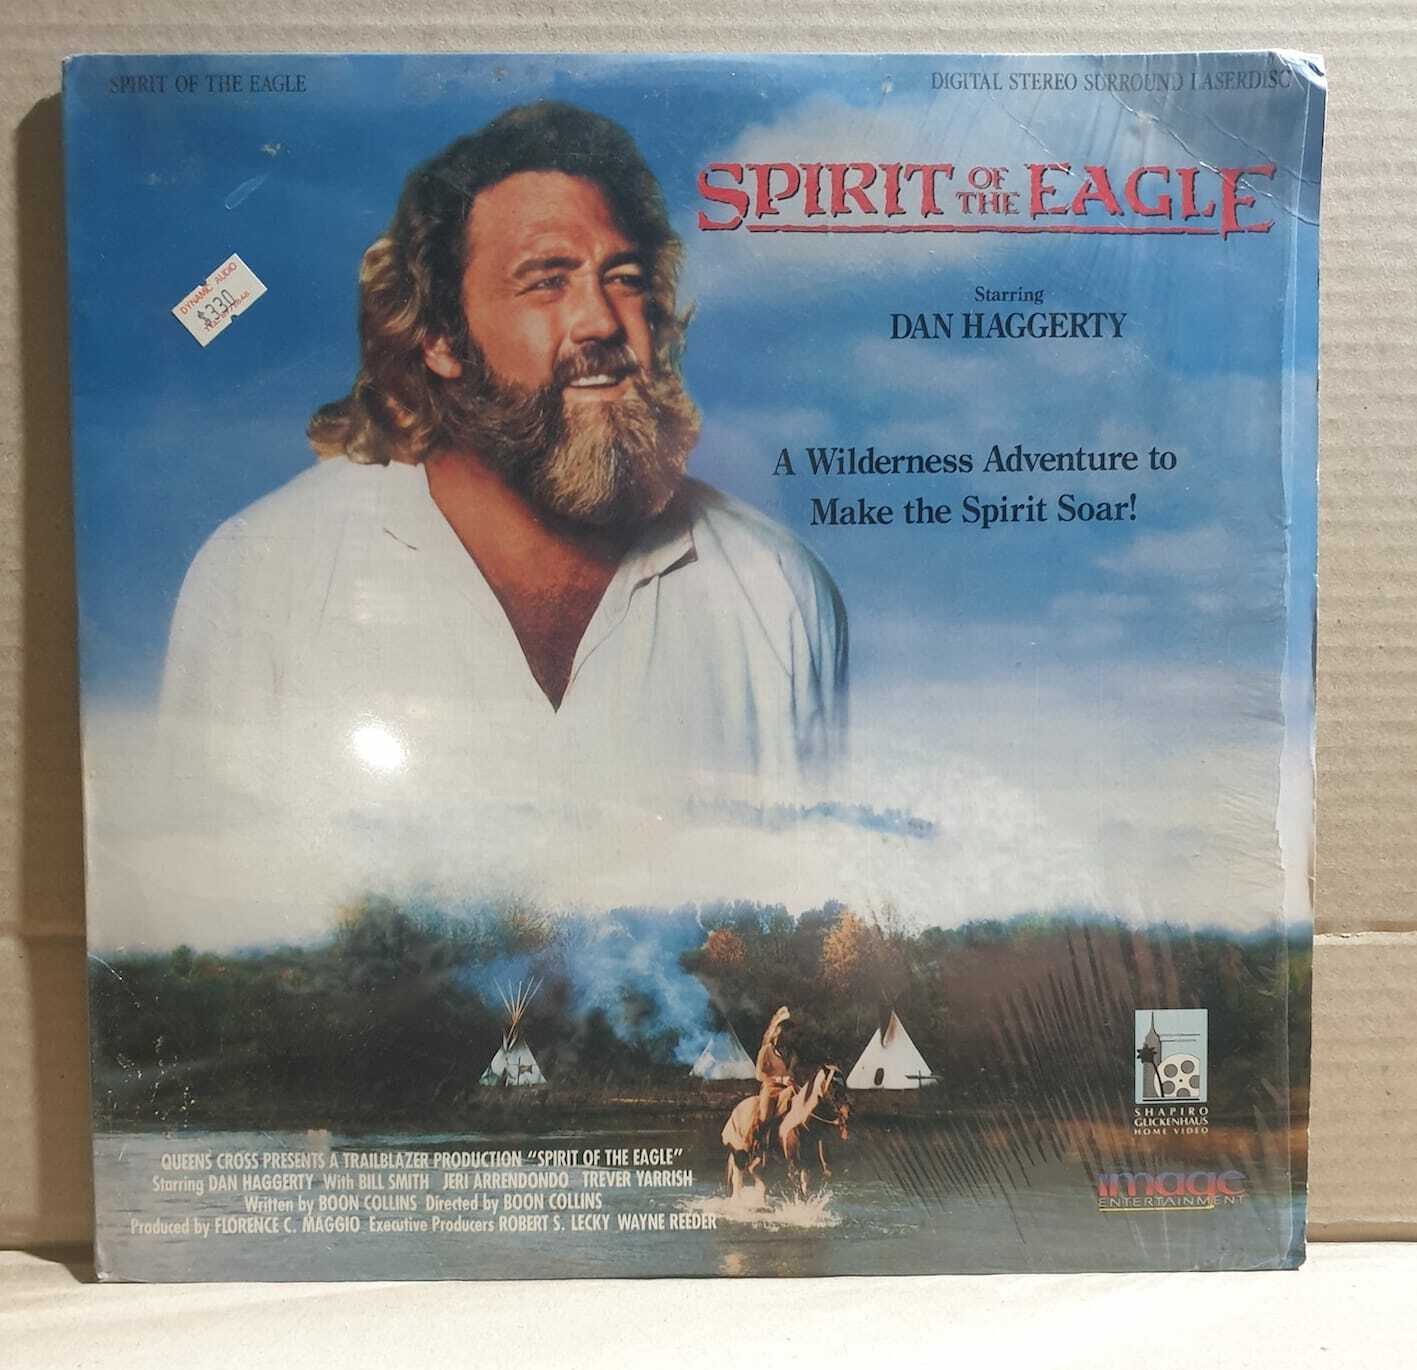 SPIRIT OF THE EAGLE
DIGITAL STEREO SURROUND LASERDISC
SPIRIT OF THE EAGLE
DYNAMIC AUDIO
$330
Starring
DAN HAGGERTY
A Wilderness Adventure to
Make the Spirit Soar!
SHAPIRO
GLICKENHAUS
HOME VIDEO
image
ENTERTAINMENT
QUEENS CROSS PRESENTS A TRAILBLAZER PRODUCTION "SPIRIT OF THE EAGLE"
Starring DAN HAGGERTY With BILL SMITH JERI ARRENDONDO TREVER YARRISH
Written by BOON COLLINS Directed by BOON COLLINS
Produced by FLORENCE C. MAGGIO Executive Producers ROBERT S. LECKY WAYNE REEDER